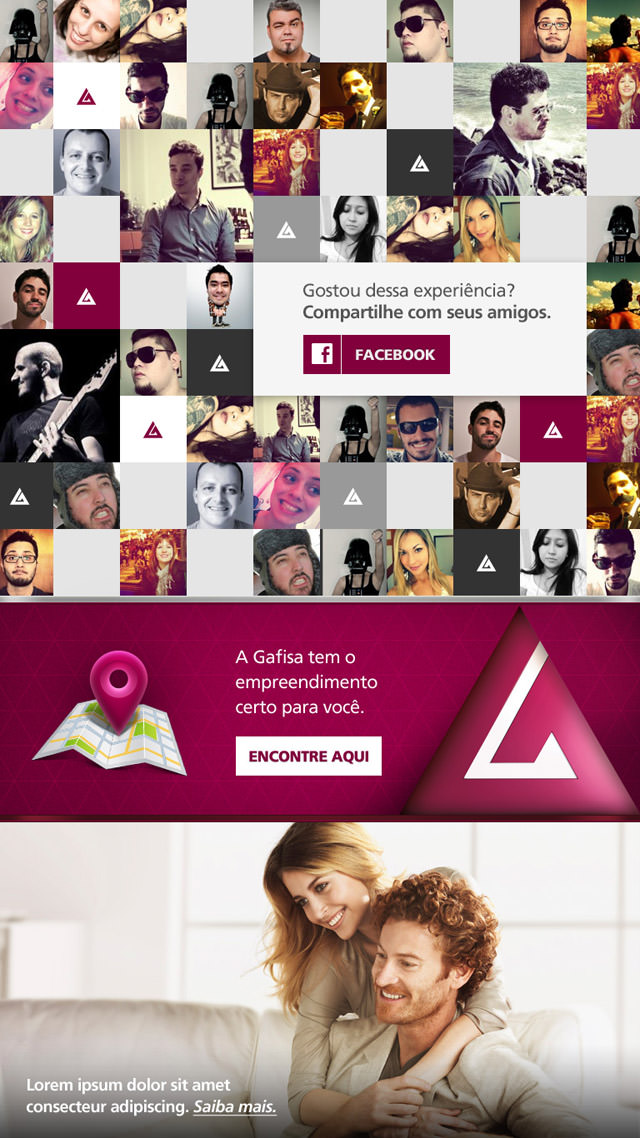 Gostou dessa experiência?
Compartilhe com seus amigos.
f FACEBOOK
A Gafisa tem o
empreendimento
certo para você.
ENCONTRE AQUI
Lorem ipsum dolor sit amet
consecteur adipiscing. Saiba mais.